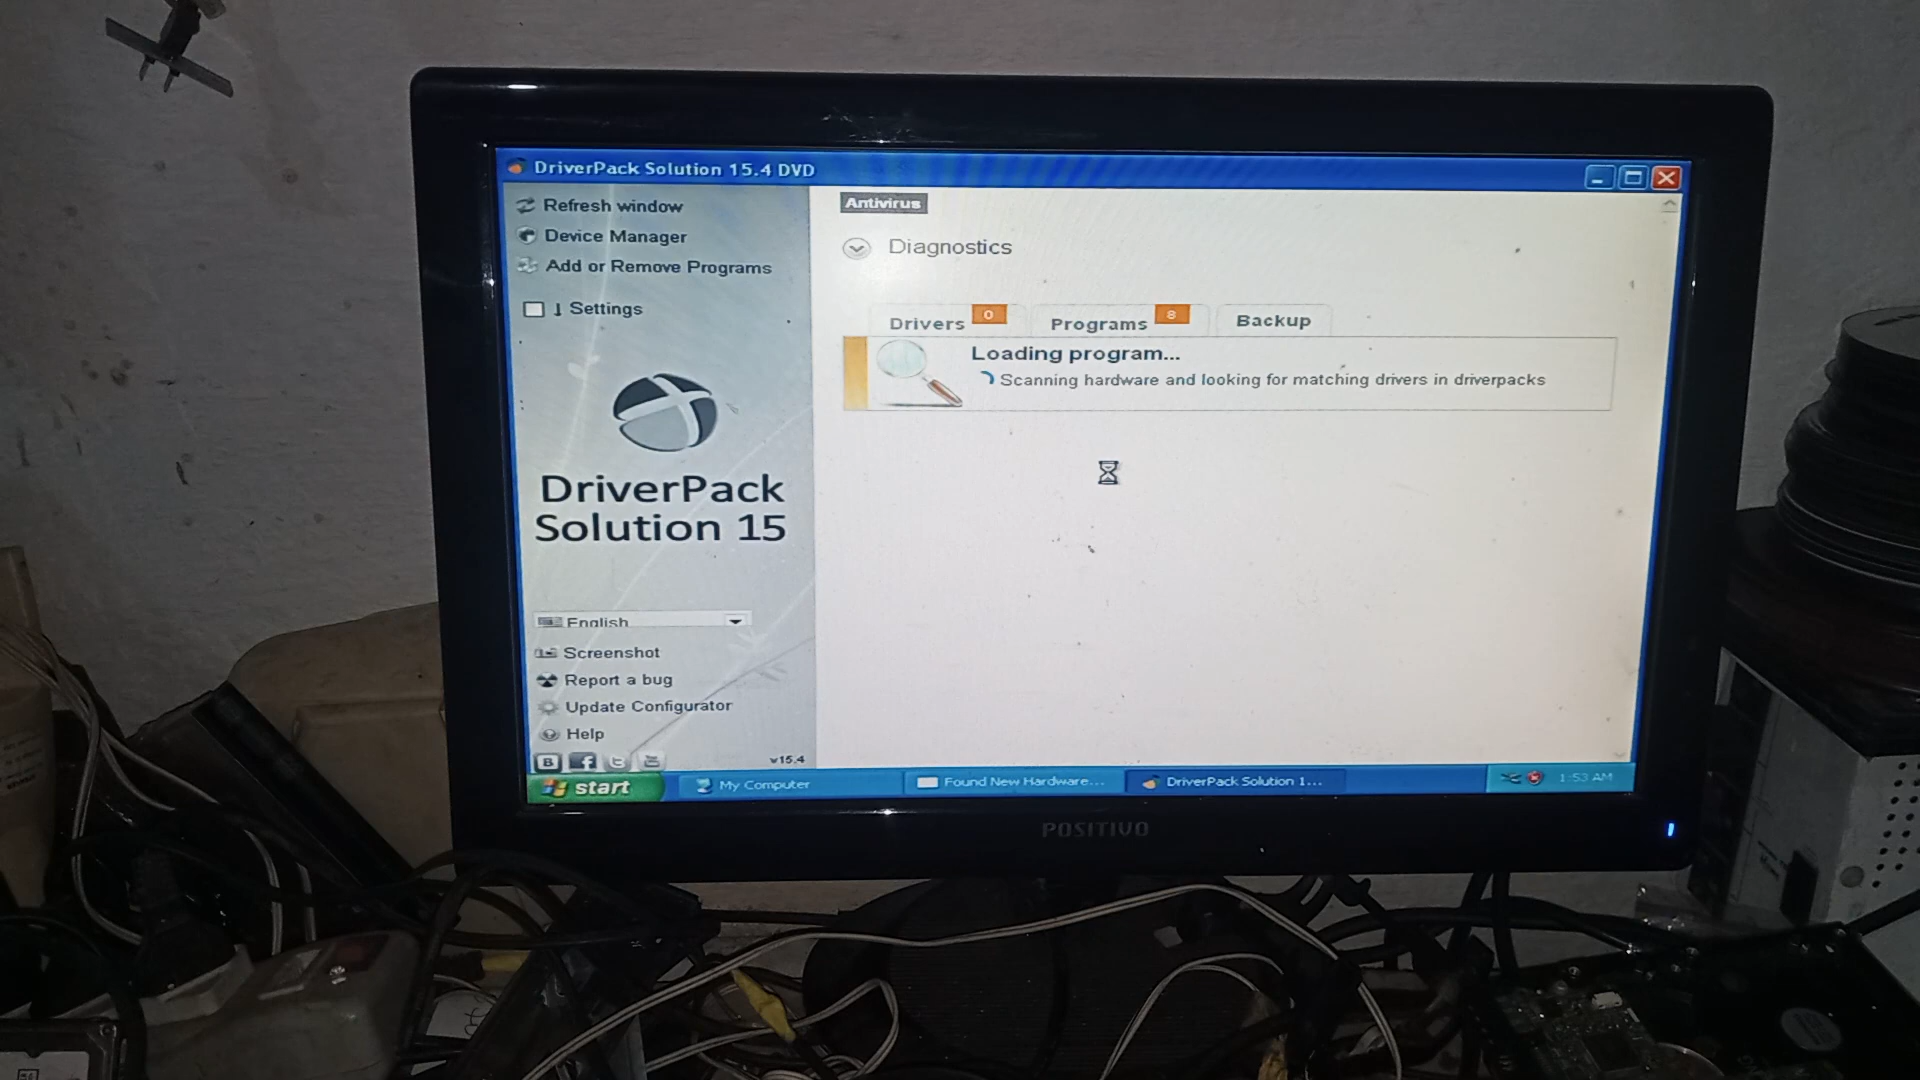 DriverPack Solution 15.4 DVD
Refresh window
Device Manager
Add or Remove Programs
Settings
DriverPack
Solution 15
English
Screenshot
Report a bug
Update Configurator
Help
v15.4
Antivirus
Diagnostics
Drivers 0
Programs 8
Backup
Loading program...
Scanning hardware and looking for matching drivers in driverpacks
start
My Computer
Found New Hardware...
DriverPack Solution 1...
1:53 AM
POSITIVO